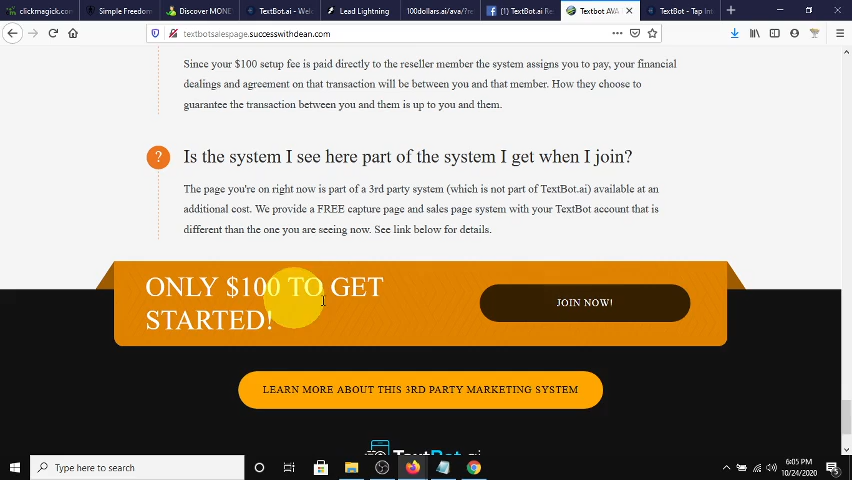 clickmagick.com
Simple Freedom
Discover MONE
TextBot.ai - Welc
Lead Lightning
100dollars.ai/ava/?re
(1) TextBot.ai Re
Textbot AVA
TextBot - Tap Int
textbotsalespage.successwithdean.com
Since your $100 setup fee is paid directly to the reseller member the system assigns you to pay, your financial
dealings and agreement on that transaction will be between you and that member. How they choose to
guarantee the transaction between you and them is up to you and them.
? Is the system I see here part of the system I get when I join?
The page you're on right now is part of a 3rd party system (which is not part of TextBot.ai) available at an
additional cost. We provide a FREE capture page and sales page system with your TextBot account that is
different than the one you are seeing now. See link below for details.
ONLY $100 TO GET
STARTED!
JOIN NOW!
LEARN MORE ABOUT THIS 3RD PARTY MARKETING SYSTEM
TextBot.ai
Type here to search
6:05 PM
10/24/2020